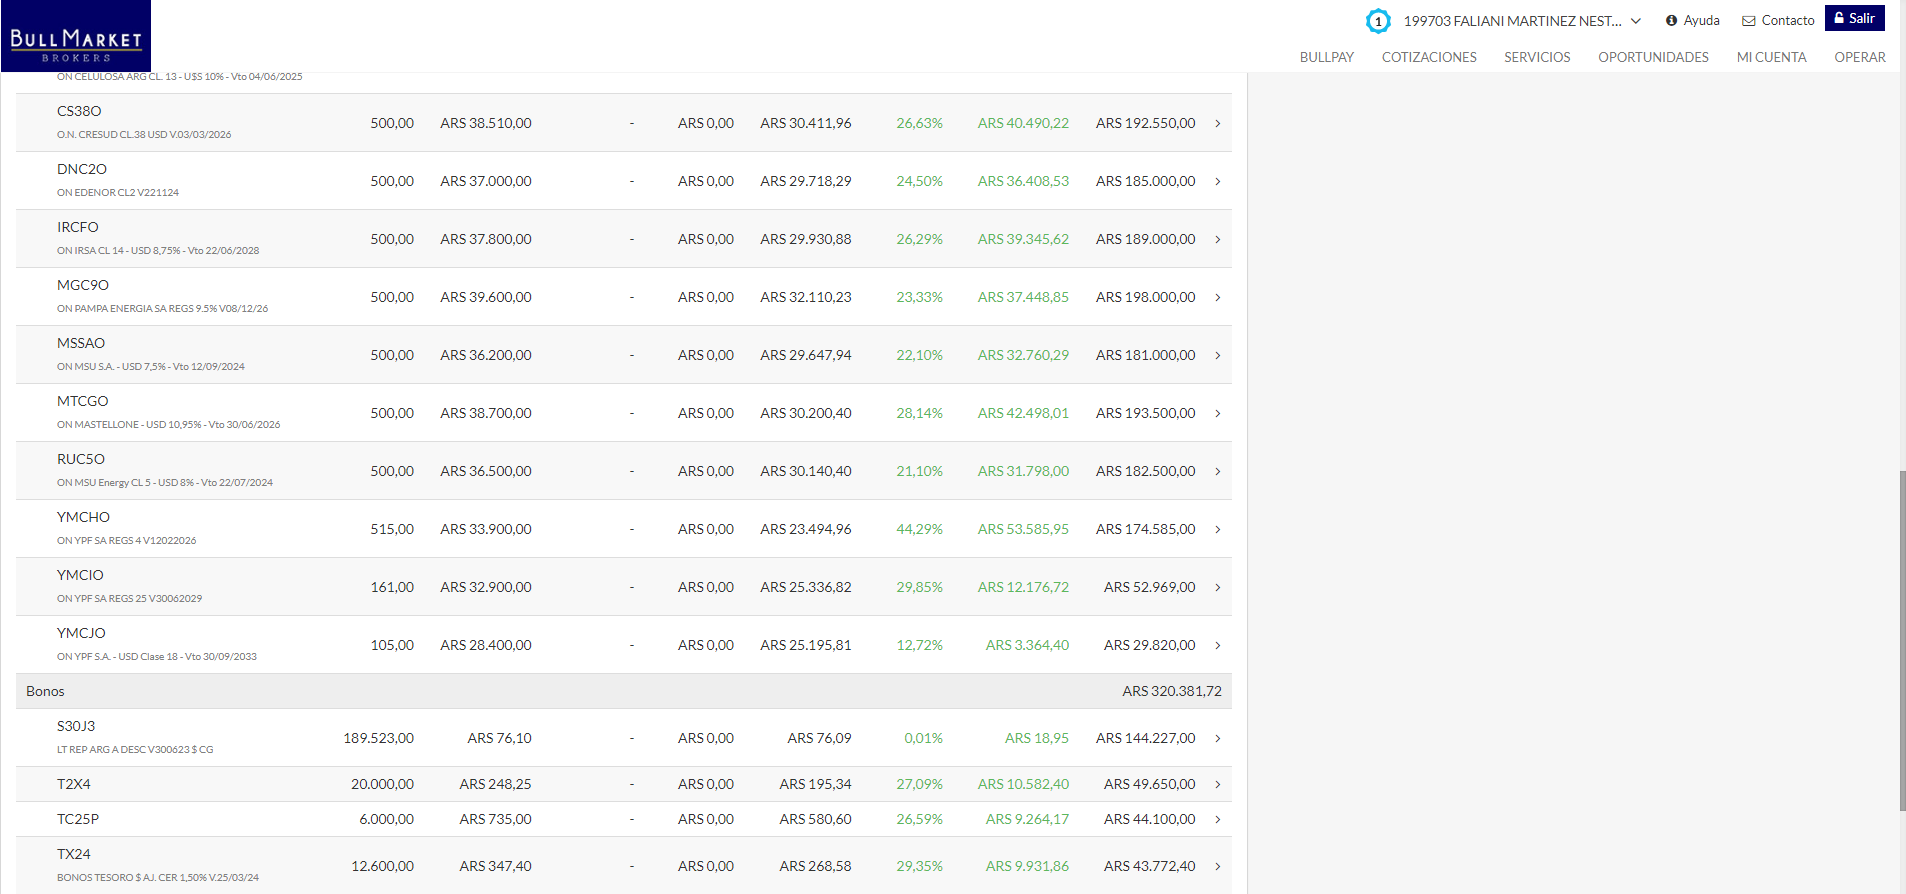 BULLMARKET
BROKERS
1 199703 FALIANI MARTINEZ NEST... Ayuda Contacto Salir
BULLPAY COTIZACIONES SERVICIOS OPORTUNIDADES MI CUENTA OPERAR
ON CELULOSA ARG CL. 13 - U$S 10% - Vto 04/06/2025
CS38O
O.N. CRESUD CL.38 USD V.03/03/2026
500,00 ARS 38.510,00 - ARS 0,00 ARS 30.411,96 26,63% ARS 40.490,22 ARS 192.550,00
DNC2O
ON EDENOR CL2 V221124
500,00 ARS 37.000,00 - ARS 0,00 ARS 29.718,29 24,50% ARS 36.408,53 ARS 185.000,00
IRCFO
ON IRSA CL 14 - USD 8,75% - Vto 22/06/2028
500,00 ARS 37.800,00 - ARS 0,00 ARS 29.930,88 26,29% ARS 39.345,62 ARS 189.000,00
MGC9O
ON PAMPA ENERGIA SA REGS 9.5% V08/12/26
500,00 ARS 39.600,00 - ARS 0,00 ARS 32.110,23 23,33% ARS 37.448,85 ARS 198.000,00
MSSAO
ON MSU S.A. - USD 7,5% - Vto 12/09/2024
500,00 ARS 36.200,00 - ARS 0,00 ARS 29.647,94 22,10% ARS 32.760,29 ARS 181.000,00
MTCGO
ON MASTELLONE - USD 10,95% - Vto 30/06/2026
500,00 ARS 38.700,00 - ARS 0,00 ARS 30.200,40 28,14% ARS 42.498,01 ARS 193.500,00
RUC5O
ON MSU Energy CL 5 - USD 8% - Vto 22/07/2024
500,00 ARS 36.500,00 - ARS 0,00 ARS 30.140,40 21,10% ARS 31.798,00 ARS 182.500,00
YMCHO
ON YPF SA REGS 4 V12022026
515,00 ARS 33.900,00 - ARS 0,00 ARS 23.494,96 44,29% ARS 53.585,95 ARS 174.585,00
YMCIO
ON YPF SA REGS 25 V30062029
161,00 ARS 32.900,00 - ARS 0,00 ARS 25.336,82 29,85% ARS 12.176,72 ARS 52.969,00
YMCJO
ON YPF S.A. - USD Clase 18 - Vto 30/09/2033
105,00 ARS 28.400,00 - ARS 0,00 ARS 25.195,81 12,72% ARS 3.364,40 ARS 29.820,00
Bonos ARS 320.381,72
S30J3
LT REP ARG A DESC V300623 $ CG
189.523,00 ARS 76,10 - ARS 0,00 ARS 76,09 0,01% ARS 18,95 ARS 144.227,00
T2X4 20.000,00 ARS 248,25 - ARS 0,00 ARS 195,34 27,09% ARS 10.582,40 ARS 49.650,00
TC25P 6.000,00 ARS 735,00 - ARS 0,00 ARS 580,60 26,59% ARS 9.264,17 ARS 44.100,00
TX24
BONOS TESORO $ AJ. CER 1,50% V.25/03/24
12.600,00 ARS 347,40 - ARS 0,00 ARS 268,58 29,35% ARS 9.931,86 ARS 43.772,40